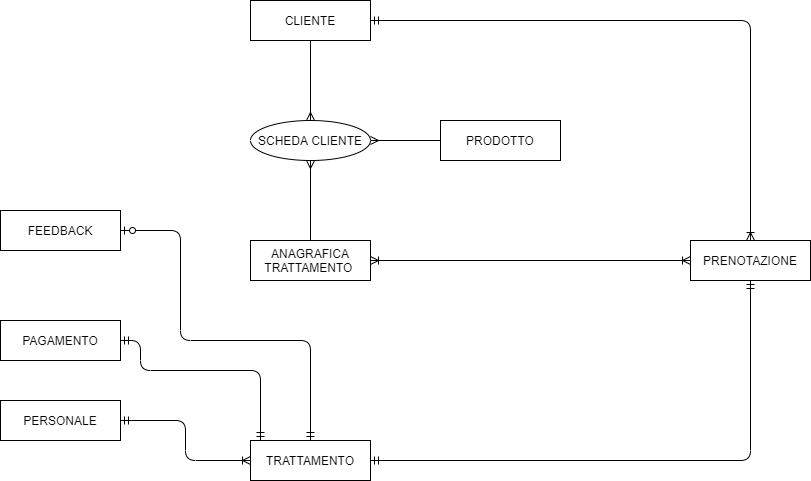 CLIENTE
SCHEDA CLIENTE
PRODOTTO
FEEDBACK
ANAGRAFICA
TRATTAMENTO
PRENOTAZIONE
PAGAMENTO
PERSONALE
TRATTAMENTO